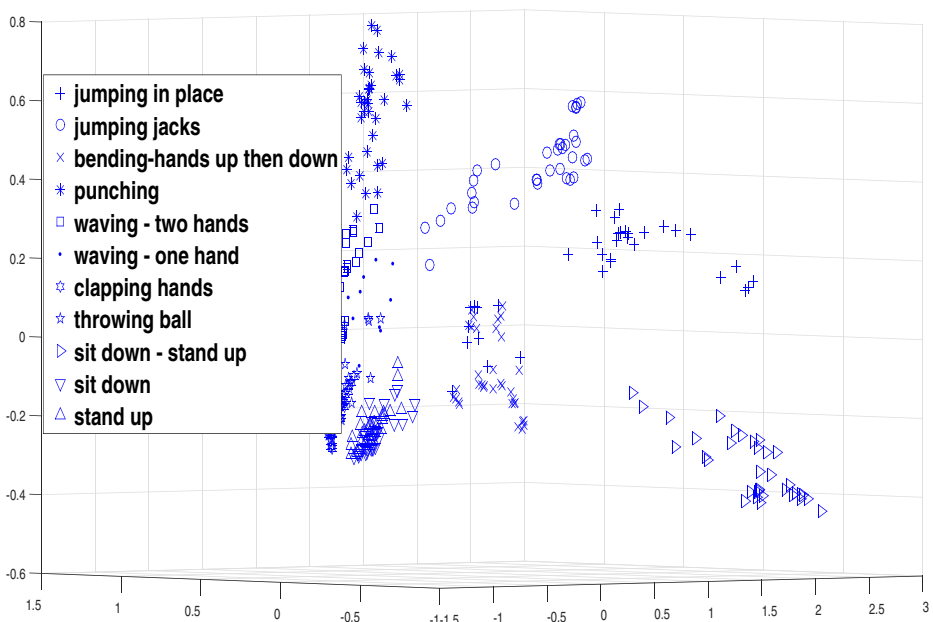 0.8
jumping in place
jumping jacks
bending-hands up then down
punching
waving - two hands
waving - one hand
clapping hands
throwing ball
sit down - stand up
sit down
stand up
0.6
0.4
0.2
0
-0.2
-0.4
-0.6
1.5 1 0.5 0 -0.5 -1-1.5 -1 -0.5 0 0.5 1 1.5 2 2.5 3